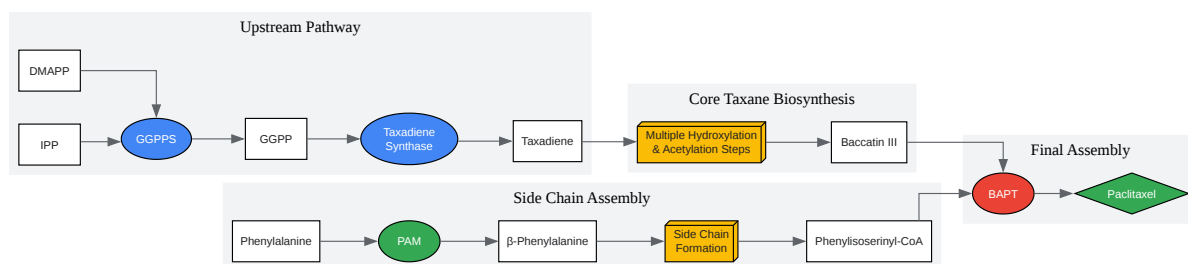 Upstream Pathway
DMAPP
IPP
GGPPS
GGPP
Taxadiene
Synthase
Taxadiene
Core Taxane Biosynthesis
Multiple Hydroxylation
& Acetylation Steps
Baccatin III
Final Assembly
BAPT
Paclitaxel
Side Chain Assembly
Phenylalanine
PAM
β-Phenylalanine
Side Chain
Formation
Phenylisoserinyl-CoA